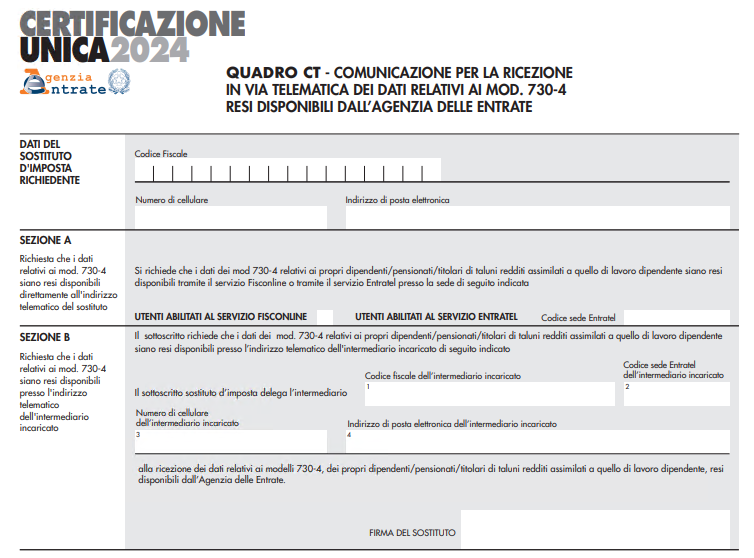 CERTIFICAZIONE
UNICA2024
Agenzia
Entrate
QUADRO CT - COMUNICAZIONE PER LA RICEZIONE
IN VIA TELEMATICA DEI DATI RELATIVI AI MOD. 730-4
RESI DISPONIBILI DALL’AGENZIA DELLE ENTRATE
DATI DEL
SOSTITUTO
D’IMPOSTA
RICHIEDENTE
Codice Fiscale
Numero di cellulare
Indirizzo di posta elettronica
SEZIONE A
Richiesta che i dati
relativi ai mod. 730-4
siano resi disponibili
direttamente all'indirizzo
telematico del sostituto
Si richiede che i dati dei mod 730-4 relativi ai propri dipendenti/pensionati/titolari di taluni redditi assimilati a quello di lavoro dipendente siano resi
disponibili tramite il servizio Fisconline o tramite il servizio Entratel presso la sede di seguito indicata
UTENTI ABILITATI AL SERVIZIO FISCONLINE
UTENTI ABILITATI AL SERVIZIO ENTRATEL
Codice sede Entratel
SEZIONE B
Richiesta che i dati
relativi ai mod. 730-4
siano resi disponibili
presso l'indirizzo
telematico
dell'intermediario
incaricato
Il sottoscritto richiede che i dati dei mod. 730-4 relativi ai propri dipendenti/pensionati/titolari di taluni redditi assimilati a quello di lavoro dipendente
siano resi disponibili presso l’indirizzo telematico dell'intermediario incaricato di seguito indicato
Il sottoscritto sostituto d’imposta delega l’intermediario
Codice fiscale dell’intermediario incaricato
1
Codice sede Entratel
dell’intermediario incaricato
2
Numero di cellulare
dell’intermediario incaricato
3
Indirizzo di posta elettronica dell’intermediario incaricato
4
alla ricezione dei dati relativi ai modelli 730-4, dei propri dipendenti/pensionati/titolari di taluni redditi assimilati a quello di lavoro dipendente, resi
disponibili dall’Agenzia delle Entrate.
FIRMA DEL SOSTITUTO